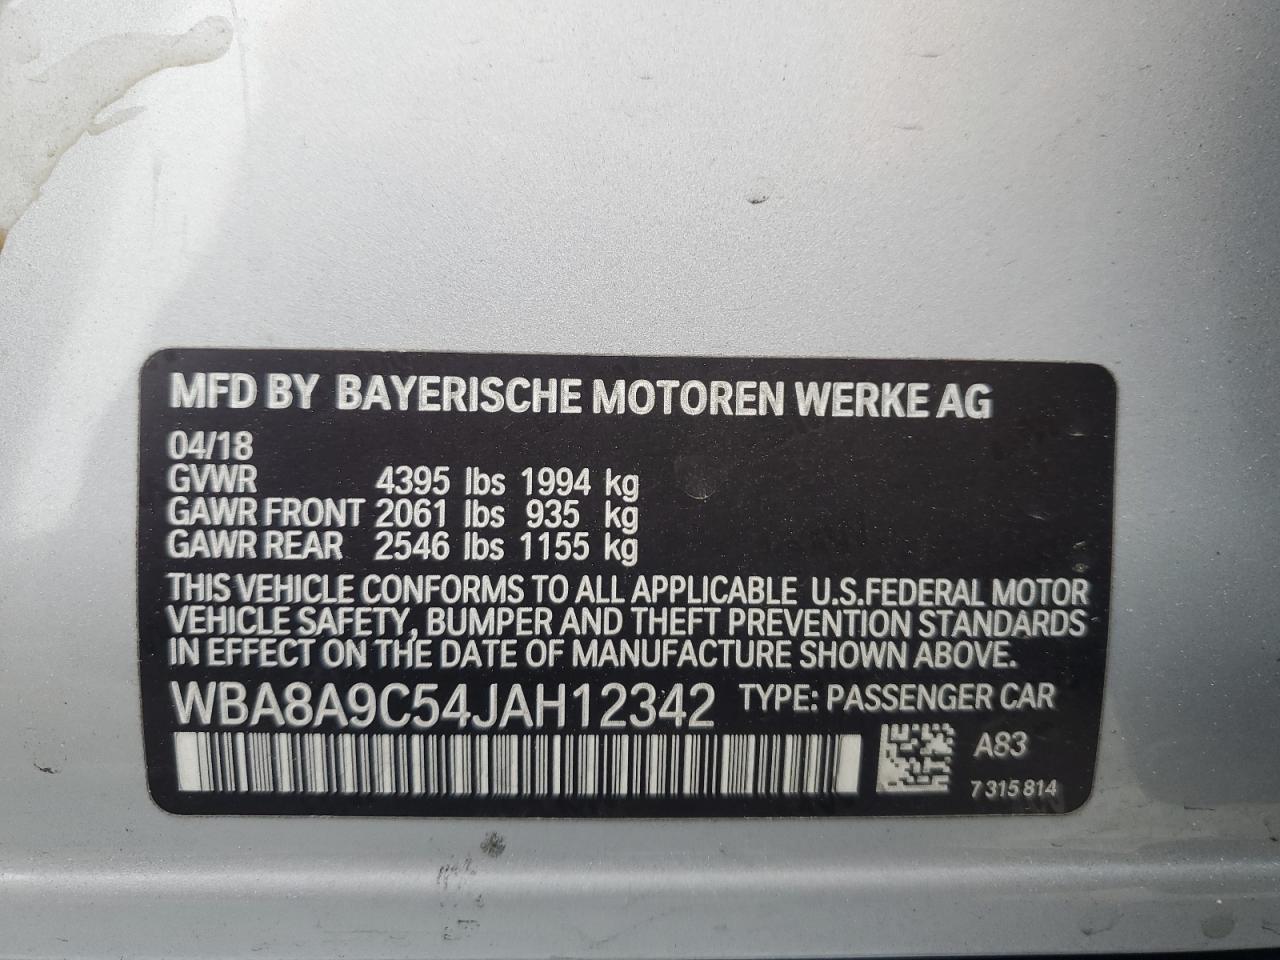 MFD BY BAYERISCHE MOTOREN WERKE AG
04/18
GVWR 4395 lbs 1994 kg
GAWR FRONT 2061 lbs 935 kg
GAWR REAR 2546 lbs 1155 kg
THIS VEHICLE CONFORMS TO ALL APPLICABLE U.S.FEDERAL MOTOR
VEHICLE SAFETY, BUMPER AND THEFT PREVENTION STANDARDS
IN EFFECT ON THE DATE OF MANUFACTURE SHOWN ABOVE.
WBA8A9C54JAH12342 TYPE: PASSENGER CAR
A83
7 315 814